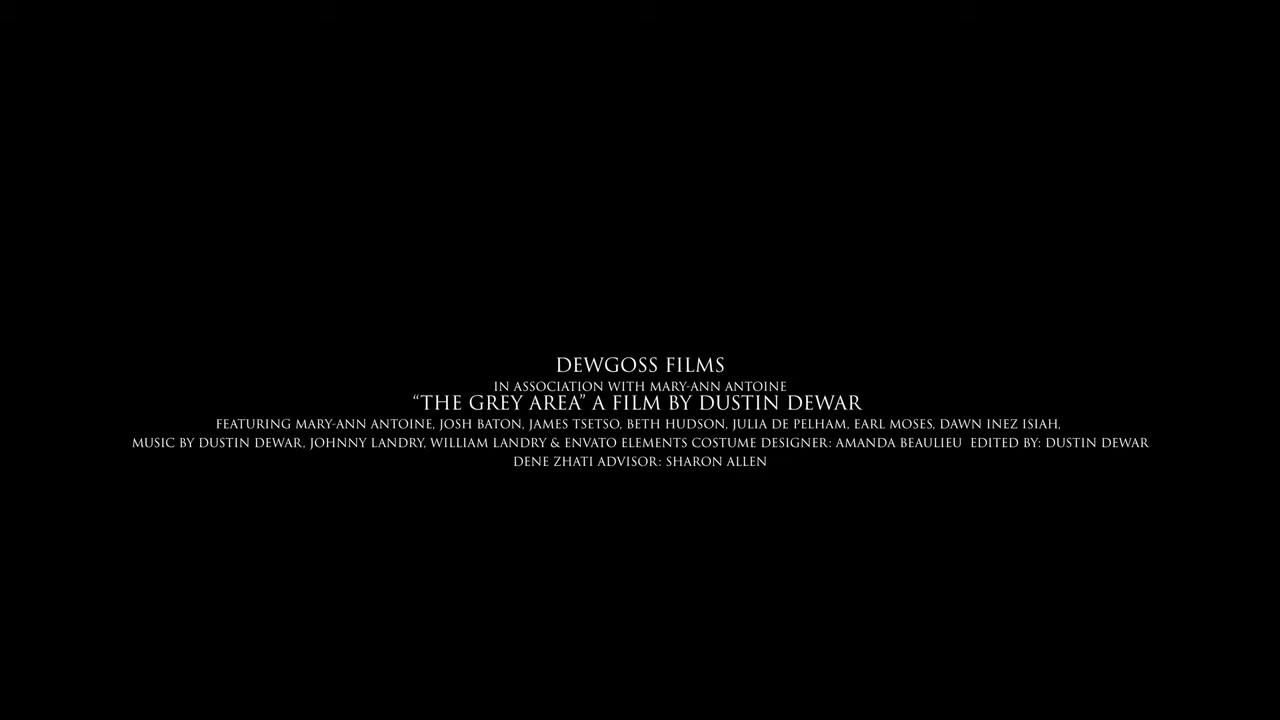 DEWGOSS FILMS
IN ASSOCIATION WITH MARY-ANN ANTOINE
“THE GREY AREA” A FILM BY DUSTIN DEWAR
FEATURING MARY-ANN ANTOINE, JOSH BATON, JAMES TSETSO, BETH HUDSON, JULIA DE PELHAM, EARL MOSES, DAWN INEZ ISIAH,
MUSIC BY DUSTIN DEWAR, JOHNNY LANDRY, WILLIAM LANDRY & ENVATO ELEMENTS COSTUME DESIGNER: AMANDA BEAULIEU  EDITED BY: DUSTIN DEWAR
DENE ZHATI ADVISOR: SHARON ALLEN